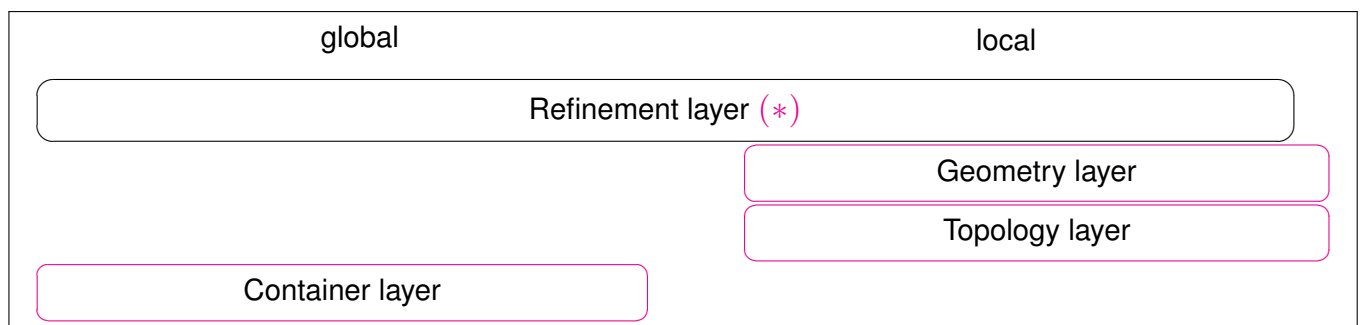 global local
Refinement layer (∗)
Geometry layer
Topology layer
Container layer